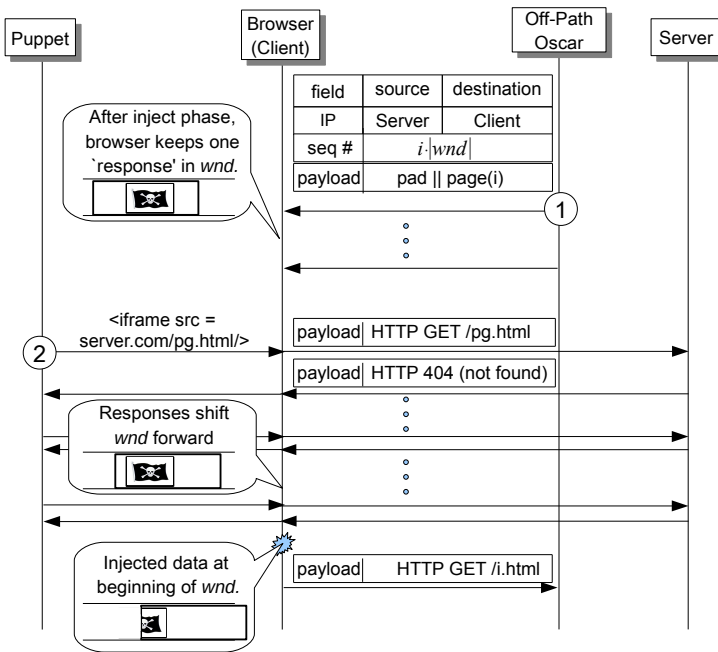 Puppet
Browser
(Client)
Off-Path
Oscar
Server
field source destination
IP Server Client
seq # i·|wnd|
payload pad || page(i)
After inject phase,
browser keeps one
`response' in wnd.
1
<iframe src =
server.com/pg.html/>
2
payload HTTP GET /pg.html
payload HTTP 404 (not found)
Responses shift
wnd forward
Injected data at
beginning of wnd.
payload HTTP GET /i.html